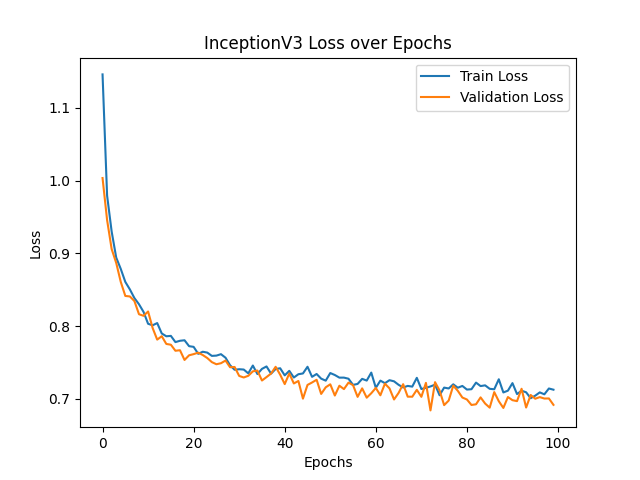 InceptionV3 Loss over Epochs
Train Loss
Validation Loss
1.1
1.0
0.9
0.8
0.7
Loss
0 20 40 60 80 100
Epochs